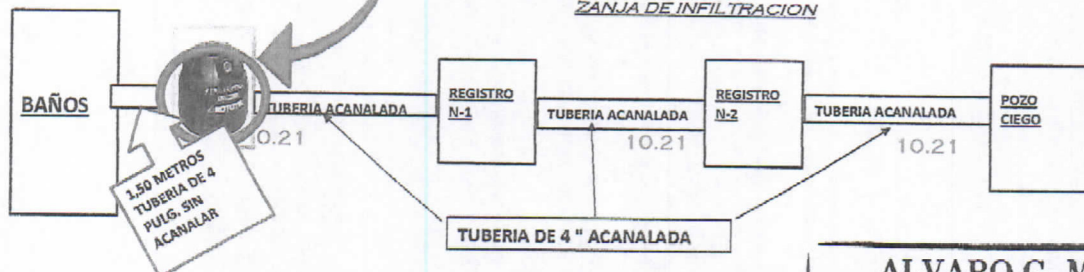 ZANJA DE INFILTRACION
BAÑOS
TUBERIA ACANALADA
0.21
REGISTRO
N-1
TUBERIA ACANALADA
10.21
REGISTRO
N-2
TUBERIA ACANALADA
10.21
POZO
CIEGO
1,50 METROS
TUBERIA DE 4
PULG. SIN
ACANALAR
TUBERIA DE 4 " ACANALADA
ALVARO C. M